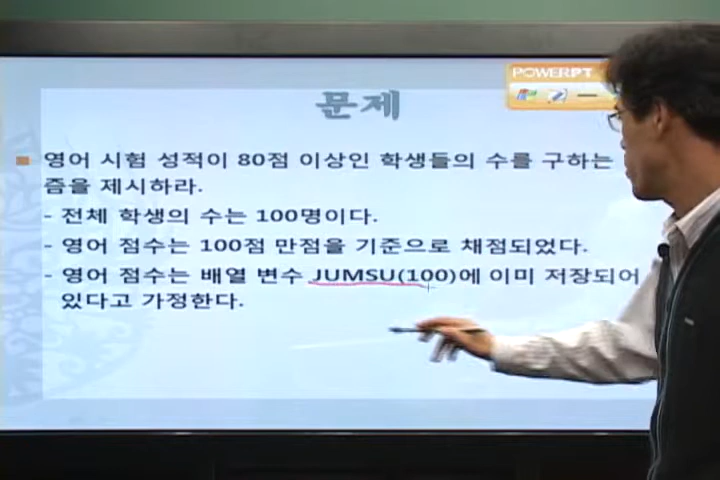 POWERPT
문제
영어 시험 성적이 80점 이상인 학생들의 수를 구하는
즘을 제시하라.
- 전체 학생의 수는 100명이다.
- 영어 점수는 100점 만점을 기준으로 채점되었다.
- 영어 점수는 배열 변수 JUMSU(100)에 이미 저장되어
있다고 가정한다.